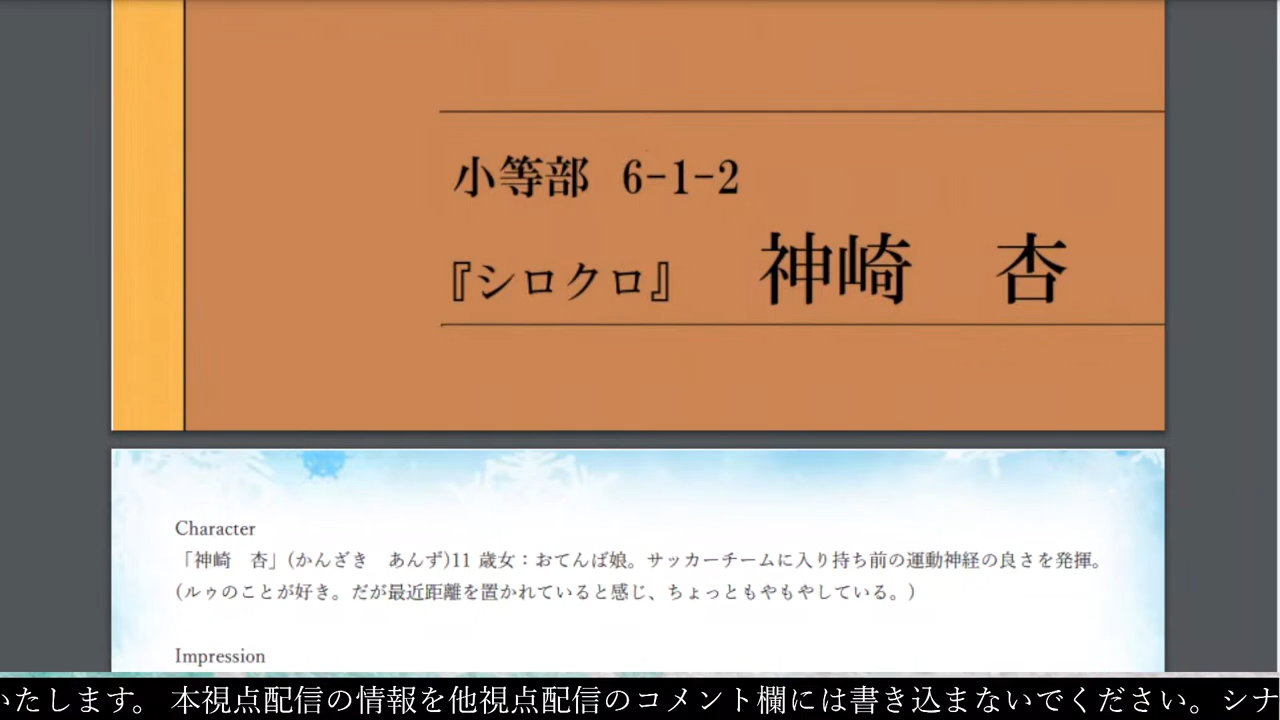 小等部 6-1-2
『シロクロ』 神崎 杏
Character
「神崎 杏」(かんざき あんず)11 歳女：おてんば娘。サッカーチームに入り持ち前の運動神経の良さを発揮。
(ルゥのことが好き。だが最近距離を置かれていると感じ、ちょっともやもやしている。)
Impression
いたします。 本視点配信の情報を他視点配信のコメント欄には書き込まないでください。シナ